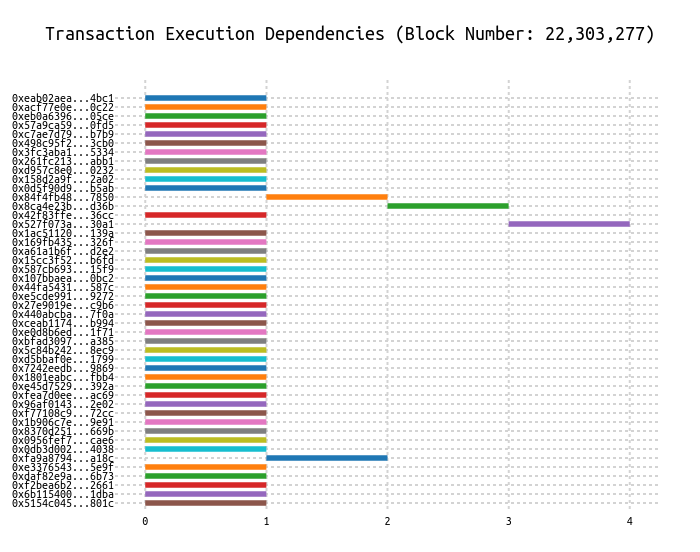 Transaction Execution Dependencies (Block Number: 22,303,277)
0xeab02aea...4bc1
0xacf77e0e...0c22
0xeb0a6396...05ce
0x57a9ca59...0fd5
0xc7ae7d79...b7b9
0x498c95f2...3cb0
0x3fc3aba1...5334
0x261fc213...abb1
0xd957c8e0...0232
0x158d2a9f...2a02
0x0d5f90d9...b5ab
0x84f4fb48...7850
0x8ca4e23b...d36b
0x42f83ffe...36cc
0x527f073a...30a1
0x1ac51120...139a
0x169fb435...326f
0xa61a1b6f...d2e2
0x15cc3f52...b6fd
0x587cb693...15f9
0x107bbaea...0bc2
0x44fa5431...587c
0xe5cde991...9272
0x27e9019e...c9b6
0x440abcba...7f0a
0xceab1174...b994
0xe0d8b6ed...1f71
0xbfad3097...a385
0x5c84b242...8ec9
0xd5bbaf0e...1799
0x7242eedb...9869
0x1801eabc...fbb4
0xe45d7529...392a
0xfea7d0ee...ac69
0x96af0143...2e02
0xf77108c9...72cc
0x1b906c7e...9e91
0x8370d251...669b
0x0956fef7...cae6
0x0db3d002...4038
0xfa9a8794...a18c
0xe3376543...5e9f
0xdaf82e9a...6b73
0xf2bea6b2...2661
0x6b115400...1dba
0x5154c045...801c
0 1 2 3 4